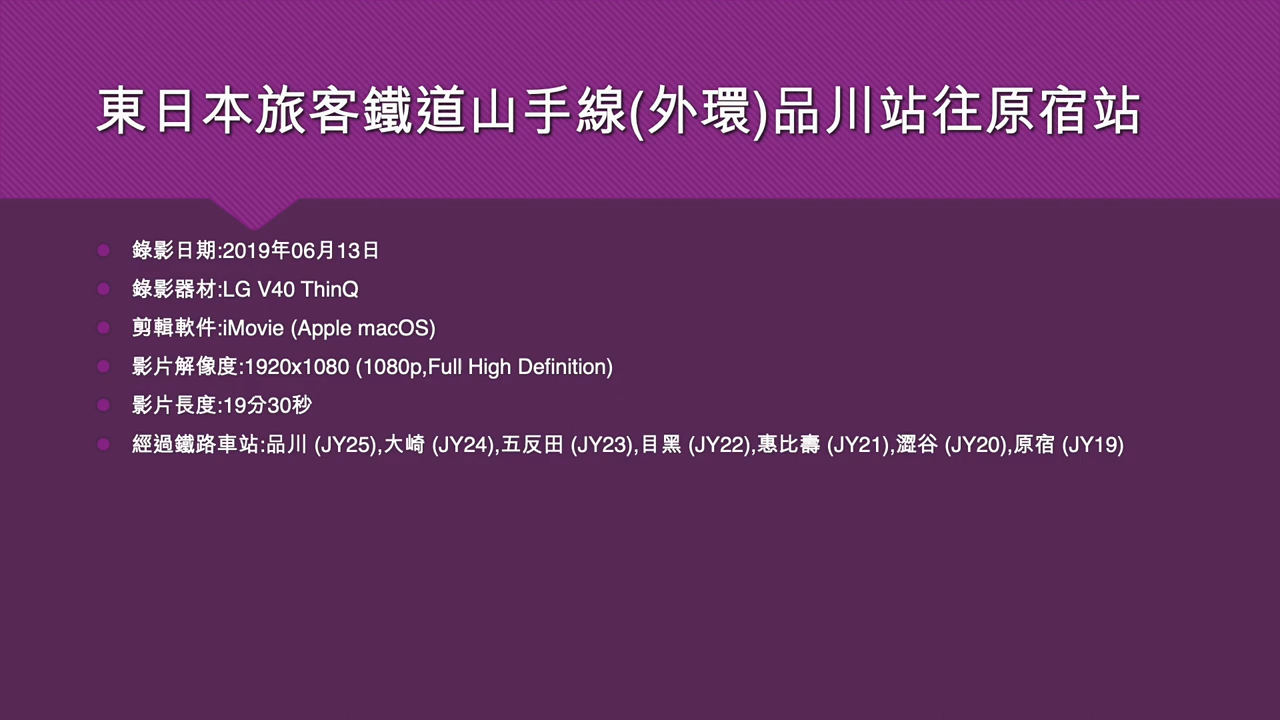 東日本旅客鐵道山手線(外環)品川站往原宿站
錄影日期:2019年06月13日
錄影器材:LG V40 ThinQ
剪輯軟件:iMovie (Apple macOS)
影片解像度:1920x1080 (1080p,Full High Definition)
影片長度:19分30秒
經過鐵路車站:品川 (JY25),大崎 (JY24),五反田 (JY23),目黑 (JY22),惠比壽 (JY21),澀谷 (JY20),原宿 (JY19)